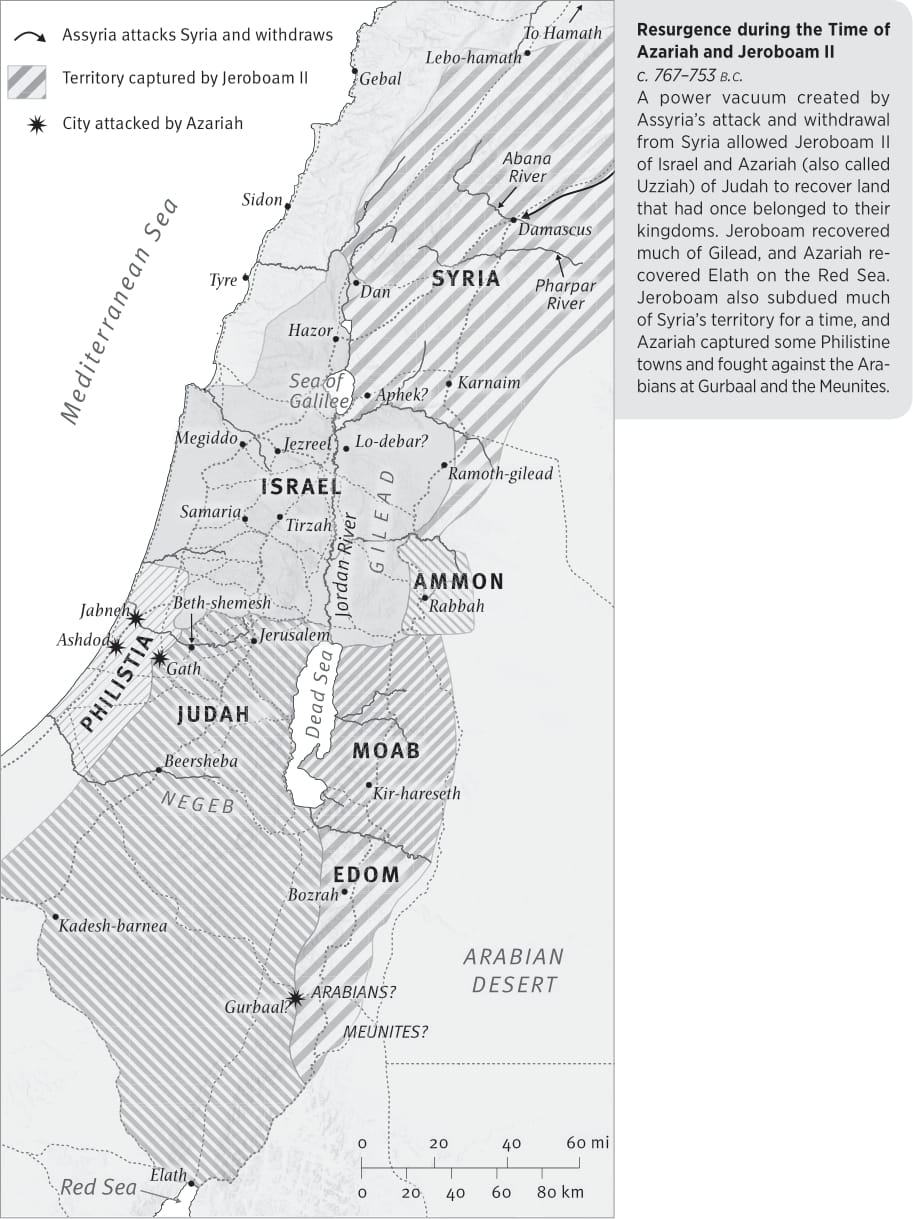 Assyria attacks Syria and withdraws
Territory captured by Jeroboam II
City attacked by Azariah
Resurgence during the Time of
Azariah and Jeroboam II
c. 767–753 B.C.
A power vacuum created by
Assyria’s attack and withdrawal
from Syria allowed Jeroboam II
of Israel and Azariah (also called
Uzziah) of Judah to recover land
that had once belonged to their
kingdoms. Jeroboam recovered
much of Gilead, and Azariah re-
covered Elath on the Red Sea.
Jeroboam also subdued much
of Syria’s territory for a time, and
Azariah captured some Philistine
towns and fought against the Ara-
bians at Gurbaal and the Meunites.
To Hamath
Lebo-hamath
Gebal
Abana
River
Sidon
Damascus
Mediterranean Sea
Tyre
SYRIA
Dan
Pharpar
River
Hazor
Sea of
Galilee
Karnaim
Aphek?
Megiddo
Jezreel
Lo-debar?
Ramoth-gilead
ISRAEL
GILEAD
Samaria
Tirzah
Jordan River
AMMON
Rabbah
Jabneh
Beth-shemesh
Ashdod
Jerusalem
Gath
PHILISTIA
Dead Sea
JUDAH
MOAB
Beersheba
Kir-hareseth
NEGEB
EDOM
Bozrah
Kadesh-barnea
ARABIAN
DESERT
ARABIANS?
Gurbaal?
MEUNITES?
0 20 40 60 mi
Elath
Red Sea
0 20 40 60 80 km